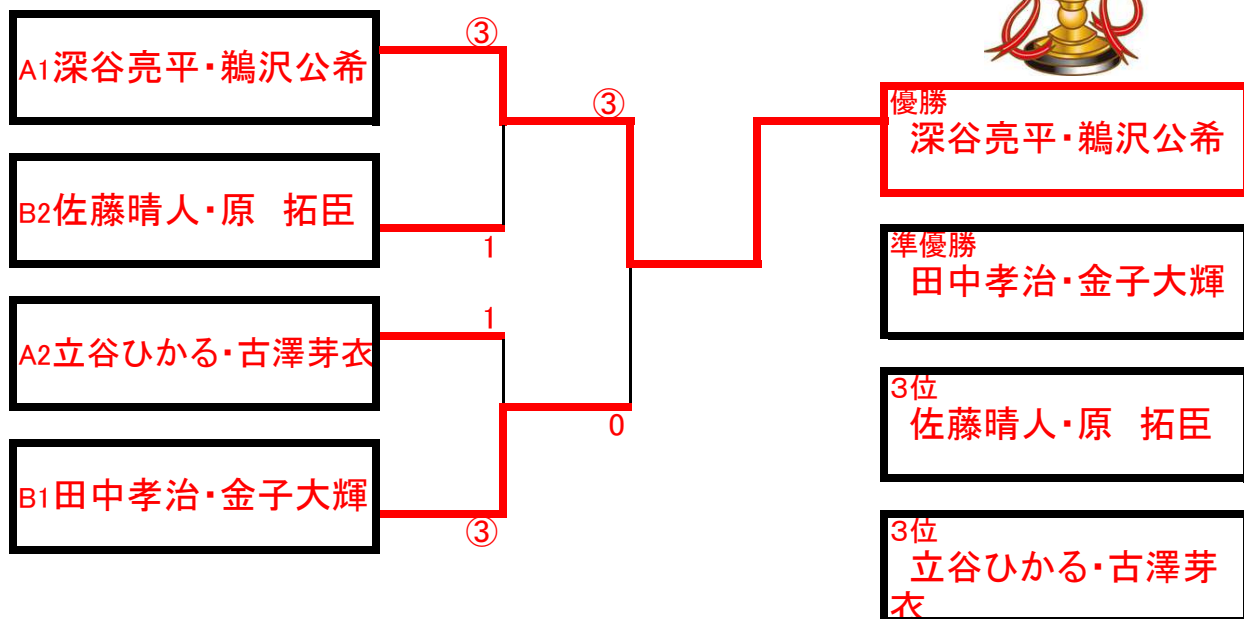 A1深谷亮平・鵜沢公希
③
B2佐藤晴人・原　拓臣
1
A2立谷ひかる・古澤芽衣
1
B1田中孝治・金子大輝
③
③
0
優勝
深谷亮平・鵜沢公希
準優勝
田中孝治・金子大輝
3位
佐藤晴人・原　拓臣
3位
立谷ひかる・古澤芽
衣